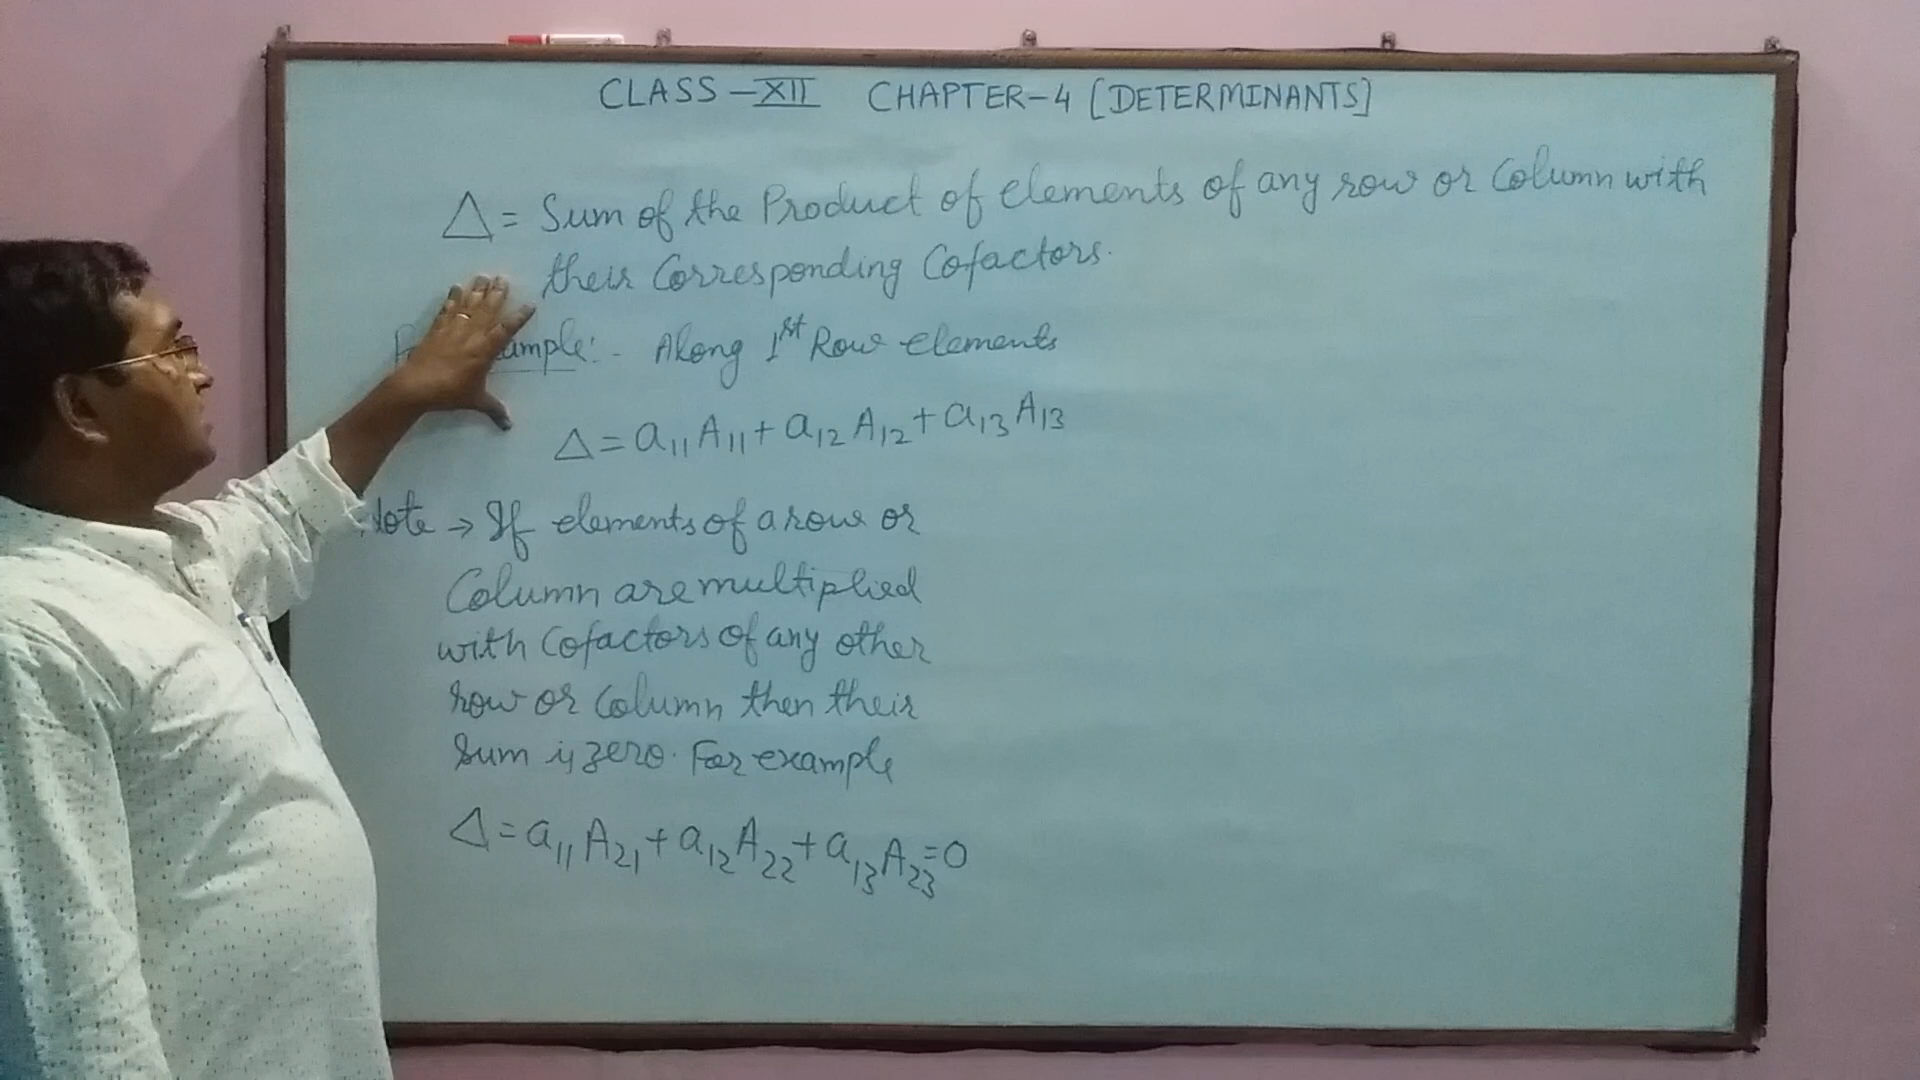 CLASS - XII CHAPTER-4 [DETERMINANTS]
Δ = Sum of the Product of elements of any row or Column with
their Corresponding Cofactors.
:- Along 1st Row elements
Δ = a11 A11 + a12 A12 + a13 A13
Note → If elements of a row or
Column are multiplied
with Cofactors of any other
row or Column then their
Sum is zero. For example
Δ = a11 A21 + a12 A22 + a13 A23 = 0